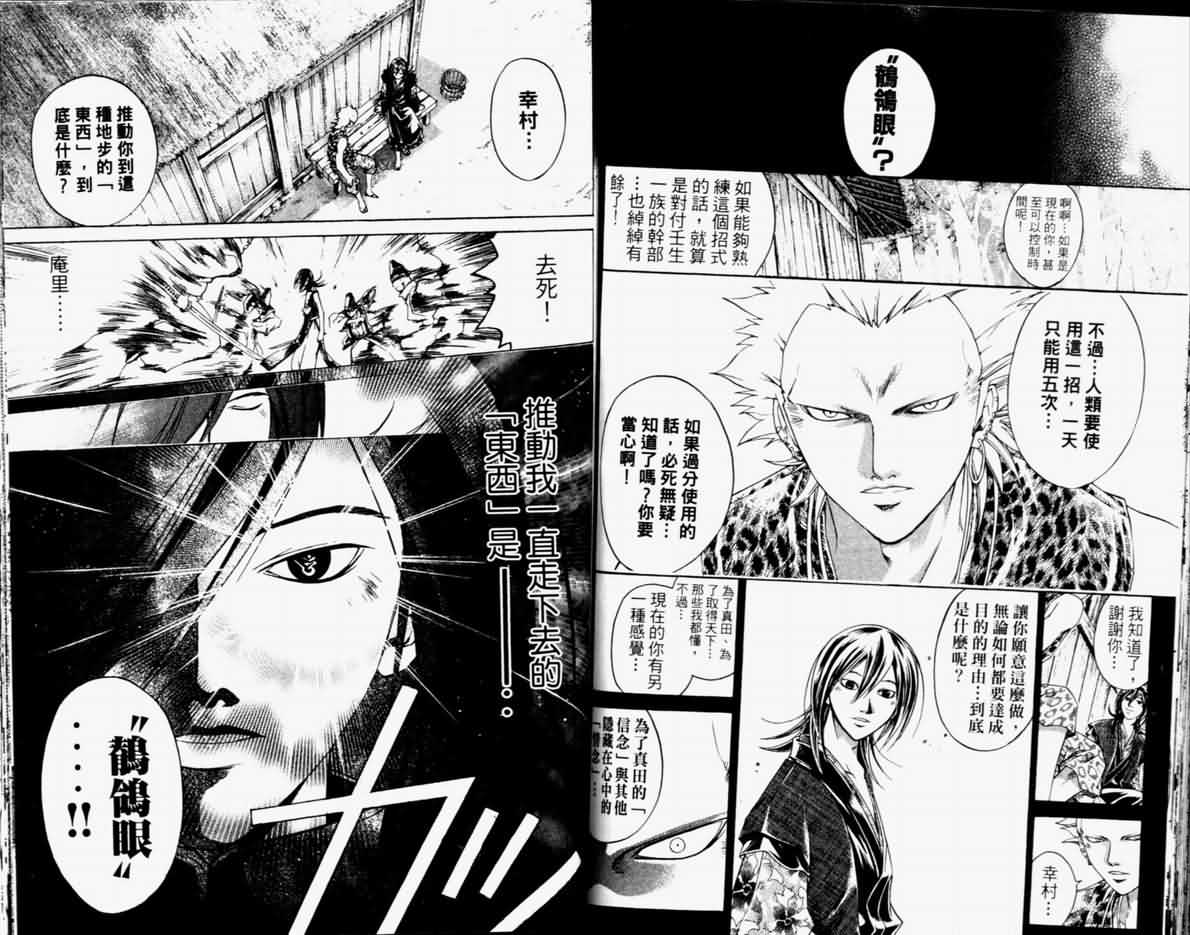 "鶺鴒眼"？
啊啊…如果是
現在的你，甚
至可以控制時
間呢！
如果能夠熟
練這個招式
的話，就算
是對付壬生
一族的幹部
…也綽綽有
餘了！
不過…人類要使
用這一招，一天
只能用五次…
如果過分使用的
話，必死無疑…
知道了嗎？你要
當心啊！
我知道了，
謝謝你…
幸村…
讓你願意這麼做，
無論如何都要達成
目的的理由…到底
是什麼呢？
為了真田、為
了取得天下…
那些我都懂，
不過…
現在的你有另
一種感覺…
為了真田的「
信念」與其他
隱藏在心中的
幸村…
推動你到這
種地步的「
東西」，到
底是什麼？
去死！
庵里……
推動我一直走下去的
「東西」是——：
"鶺鴒眼"
……!!
カッ